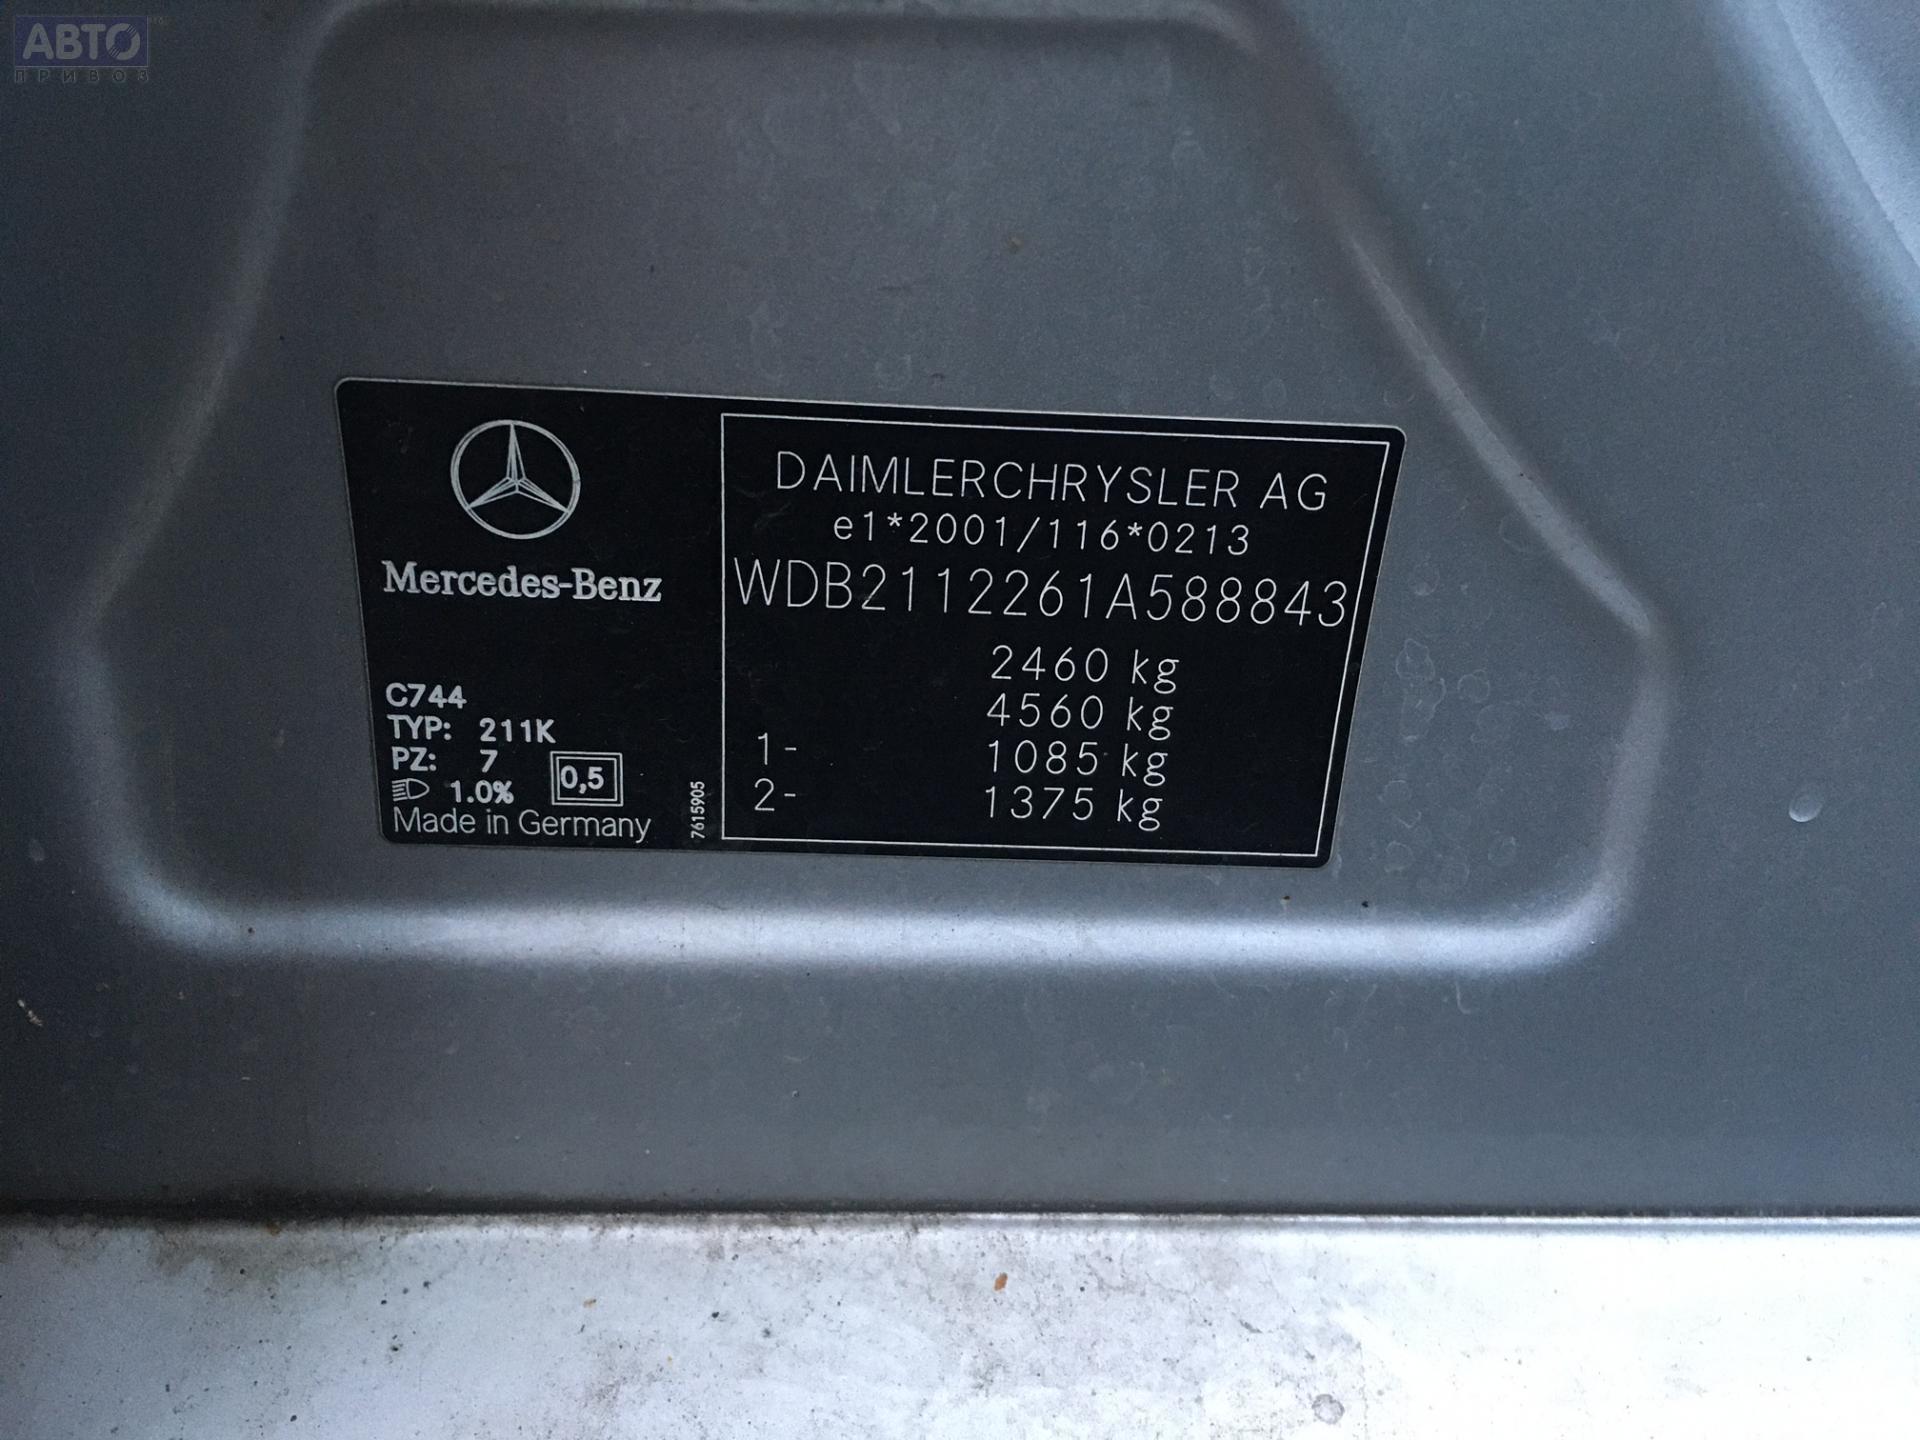 АВТО
ПРИВОЗ
Mercedes-Benz
C744
TYP: 211K
PZ: 7
1.0% 0,5
Made in Germany
7615905
DAIMLERCHRYSLER AG
e1*2001/116*0213
WDB2112261A588843
2460 kg
4560 kg
1- 1085 kg
2- 1375 kg